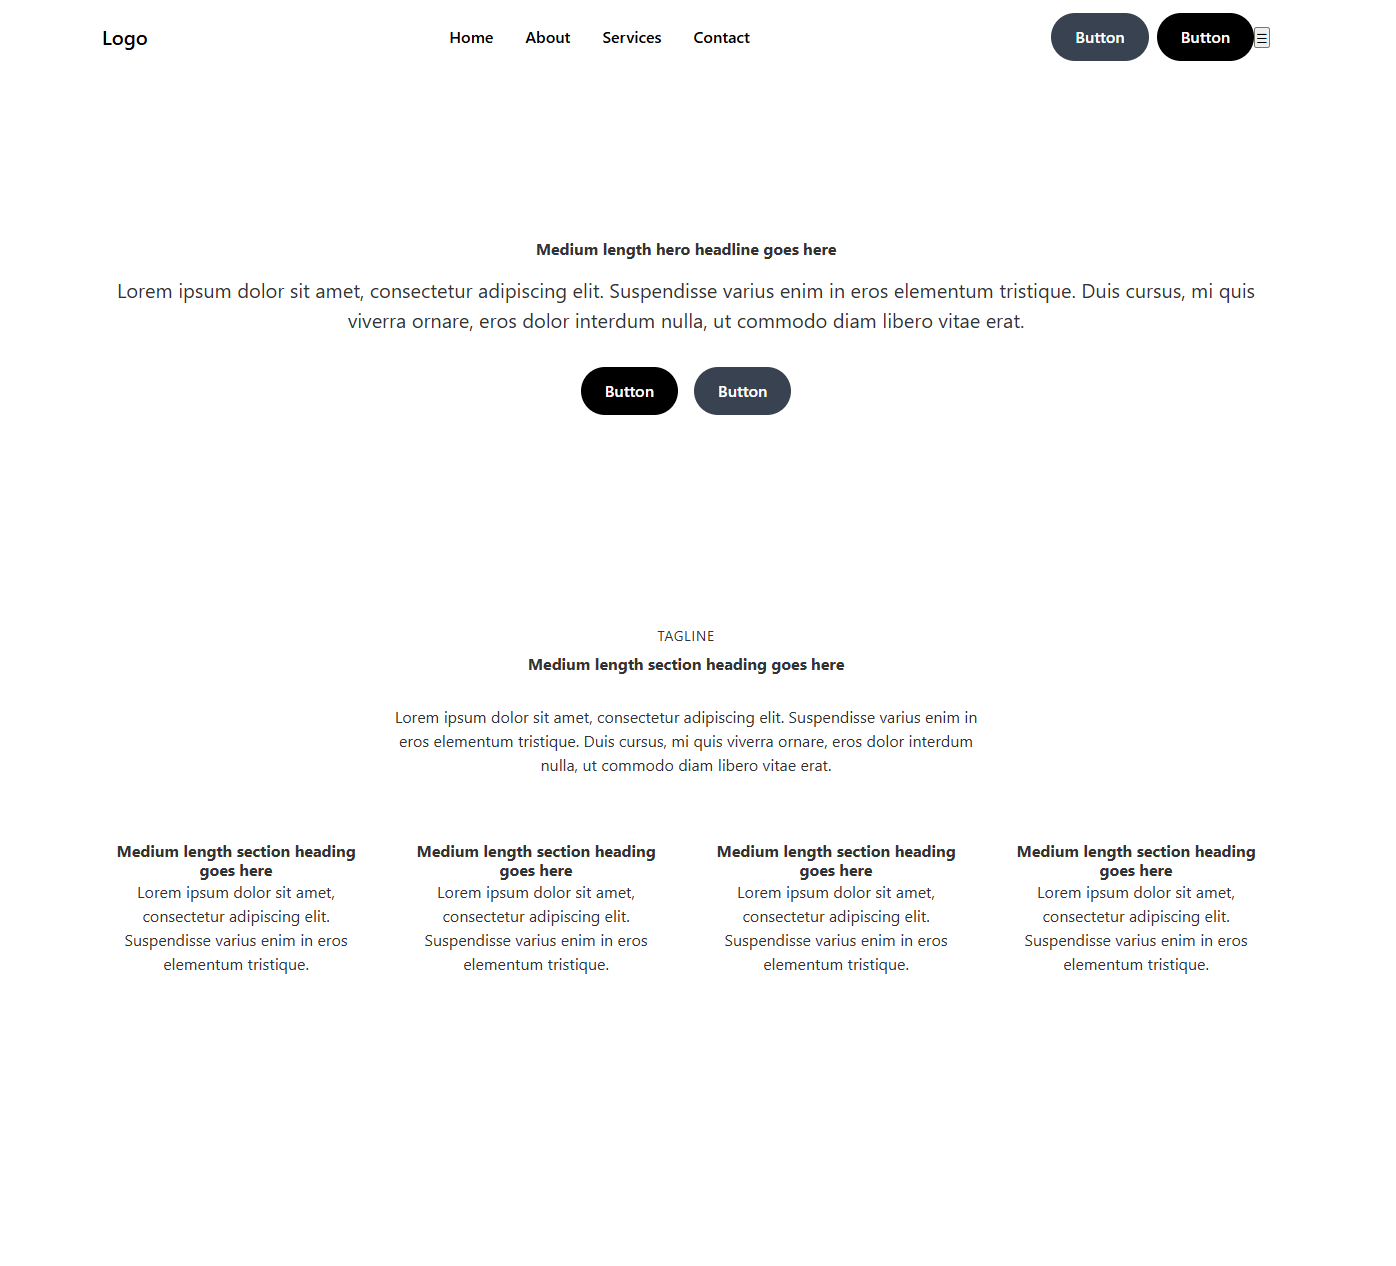 Logo
Home About Services Contact
Button Button ☰
Medium length hero headline goes here
Lorem ipsum dolor sit amet, consectetur adipiscing elit. Suspendisse varius enim in eros elementum tristique. Duis cursus, mi quis
viverra ornare, eros dolor interdum nulla, ut commodo diam libero vitae erat.
Button Button
TAGLINE
Medium length section heading goes here
Lorem ipsum dolor sit amet, consectetur adipiscing elit. Suspendisse varius enim in
eros elementum tristique. Duis cursus, mi quis viverra ornare, eros dolor interdum
nulla, ut commodo diam libero vitae erat.
Medium length section heading
goes here
Lorem ipsum dolor sit amet,
consectetur adipiscing elit.
Suspendisse varius enim in eros
elementum tristique.
Medium length section heading
goes here
Lorem ipsum dolor sit amet,
consectetur adipiscing elit.
Suspendisse varius enim in eros
elementum tristique.
Medium length section heading
goes here
Lorem ipsum dolor sit amet,
consectetur adipiscing elit.
Suspendisse varius enim in eros
elementum tristique.
Medium length section heading
goes here
Lorem ipsum dolor sit amet,
consectetur adipiscing elit.
Suspendisse varius enim in eros
elementum tristique.